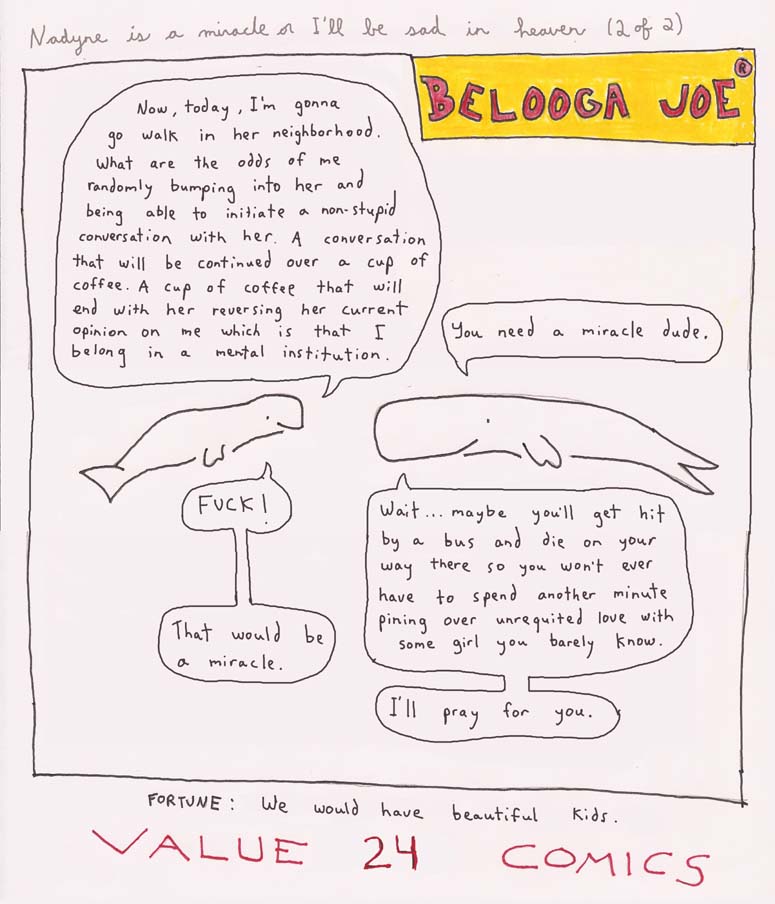 Nadyne is a miracle or I'll be sad in heaven (2 of 2)
BELOOGA JOE ®
Now, today, I'm gonna
go walk in her neighborhood.
What are the odds of me
randomly bumping into her and
being able to initiate a non-stupid
conversation with her. A conversation
that will be continued over a cup of
coffee. A cup of coffee that will
end with her reversing her current
opinion on me which is that I
belong in a mental institution.
You need a miracle dude.
FUCK!
That would be
a miracle.
Wait... maybe you'll get hit
by a bus and die on your
way there so you won't ever
have to spend another minute
pining over unrequited love with
some girl you barely know.
I'll pray for you.
FORTUNE: We would have beautiful kids.
VALUE 24 COMICS